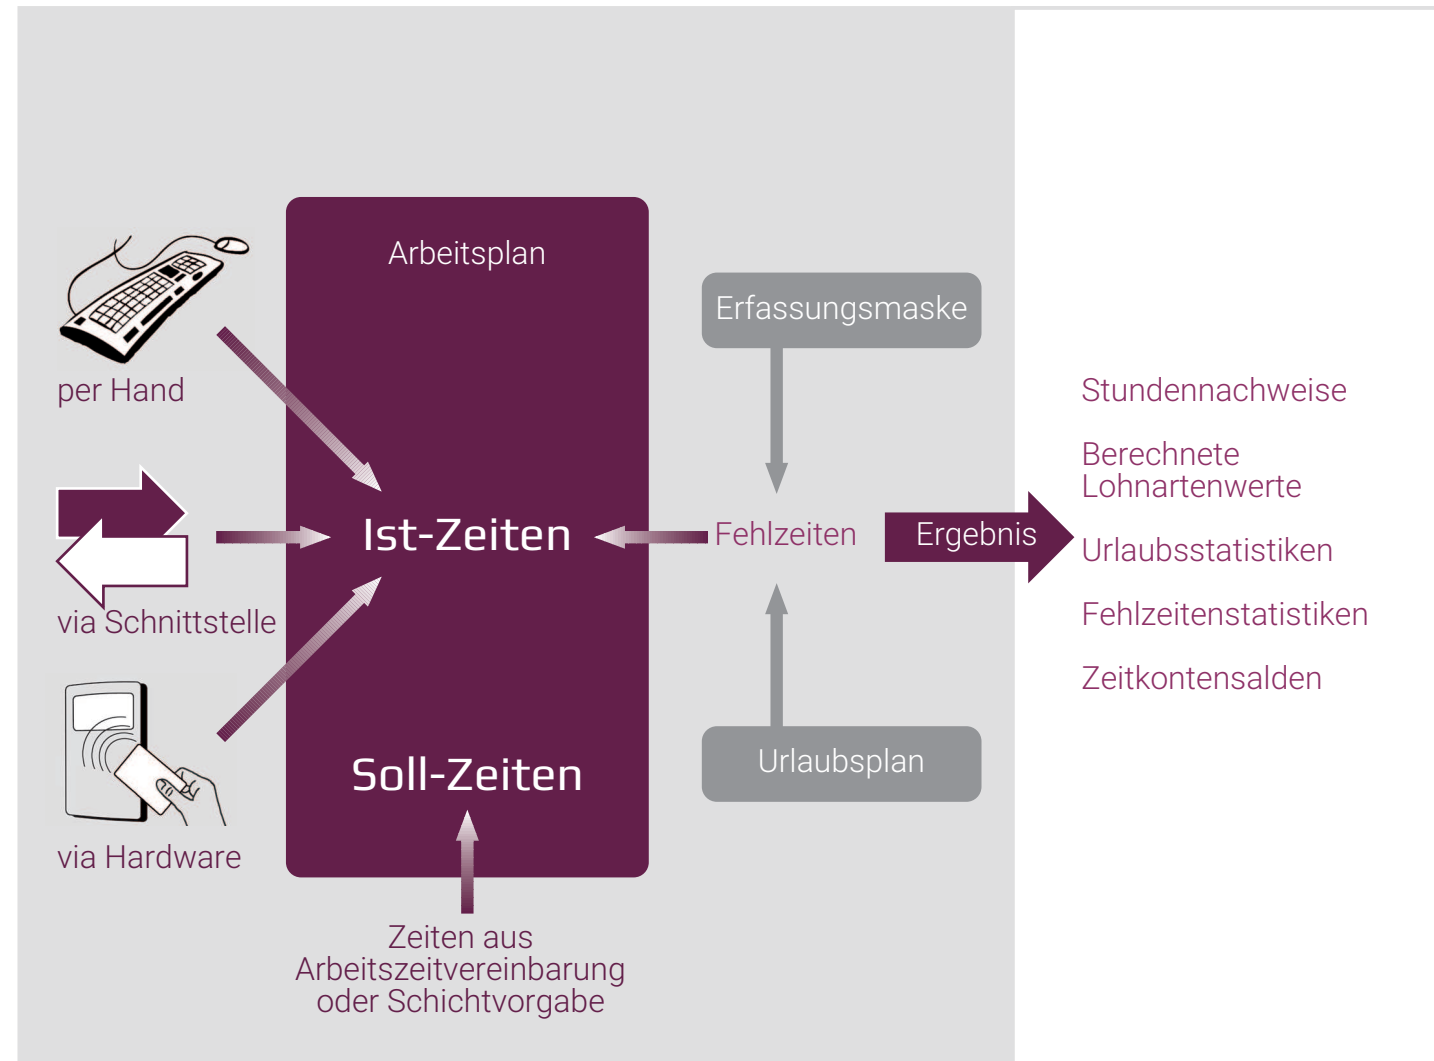 Arbeitsplan
per Hand
via Schnittstelle
via Hardware
Ist-Zeiten
Soll-Zeiten
Zeiten aus
Arbeitszeitvereinbarung
oder Schichtvorgabe
Erfassungsmaske
Fehlzeiten
Urlaubsplan
Ergebnis
Stundennachweise
Berechnete
Lohnartenwerte
Urlaubsstatistiken
Fehlzeitenstatistiken
Zeitkontensalden